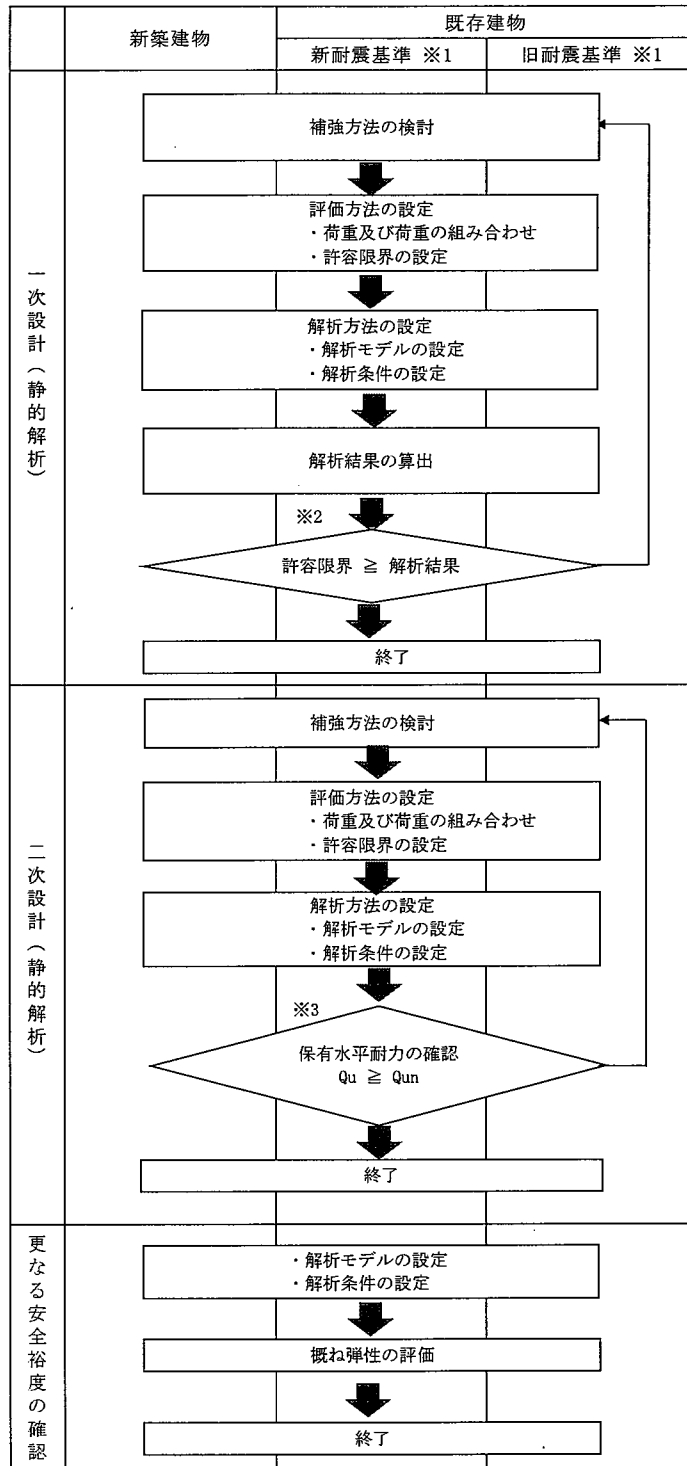 新築建物
既存建物
新耐震基準 ※1
旧耐震基準 ※1
一次設計（静的解析）
補強方法の検討
評価方法の設定
・荷重及び荷重の組み合わせ
・許容限界の設定
解析方法の設定
・解析モデルの設定
・解析条件の設定
解析結果の算出
※2
許容限界 ≧ 解析結果
終了
二次設計（静的解析）
補強方法の検討
評価方法の設定
・荷重及び荷重の組み合わせ
・許容限界の設定
解析方法の設定
・解析モデルの設定
・解析条件の設定
※3
保有水平耐力の確認
Qu ≧ Qun
終了
更なる安全裕度の確認
・解析モデルの設定
・解析条件の設定
概ね弾性の評価
終了